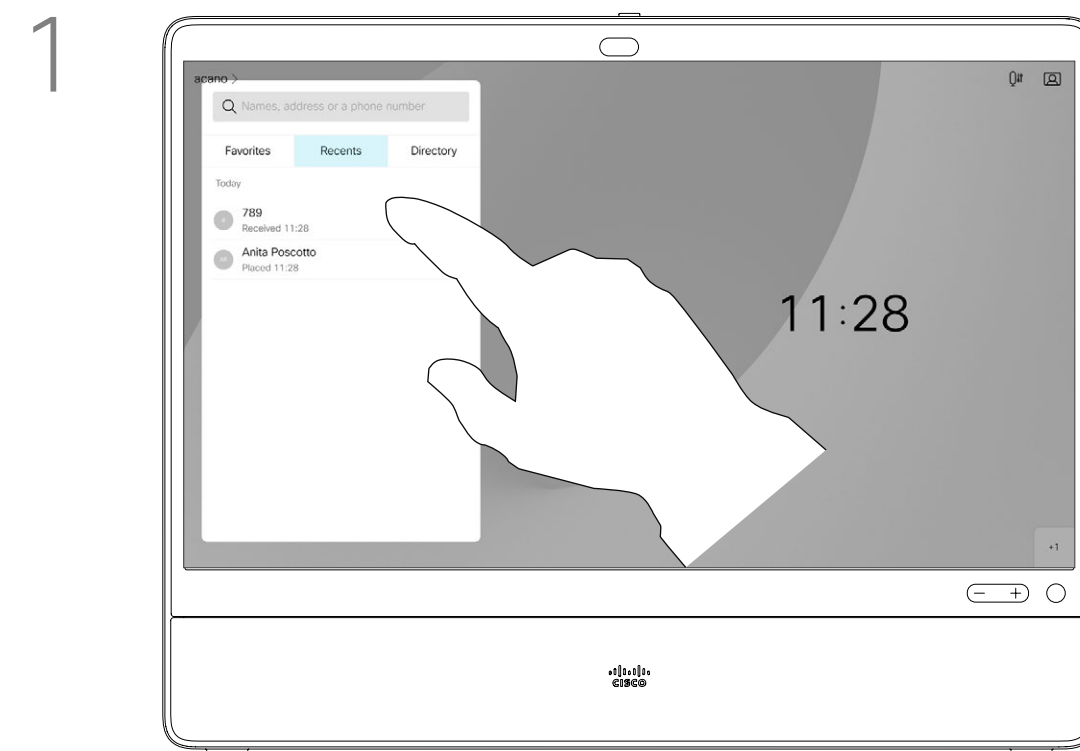 1
acano
Names, address or a phone number
Favorites Recents Directory
Today
789
Received 11:28
Anita Poscotto
Placed 11:28
11:28
+1
CISCO